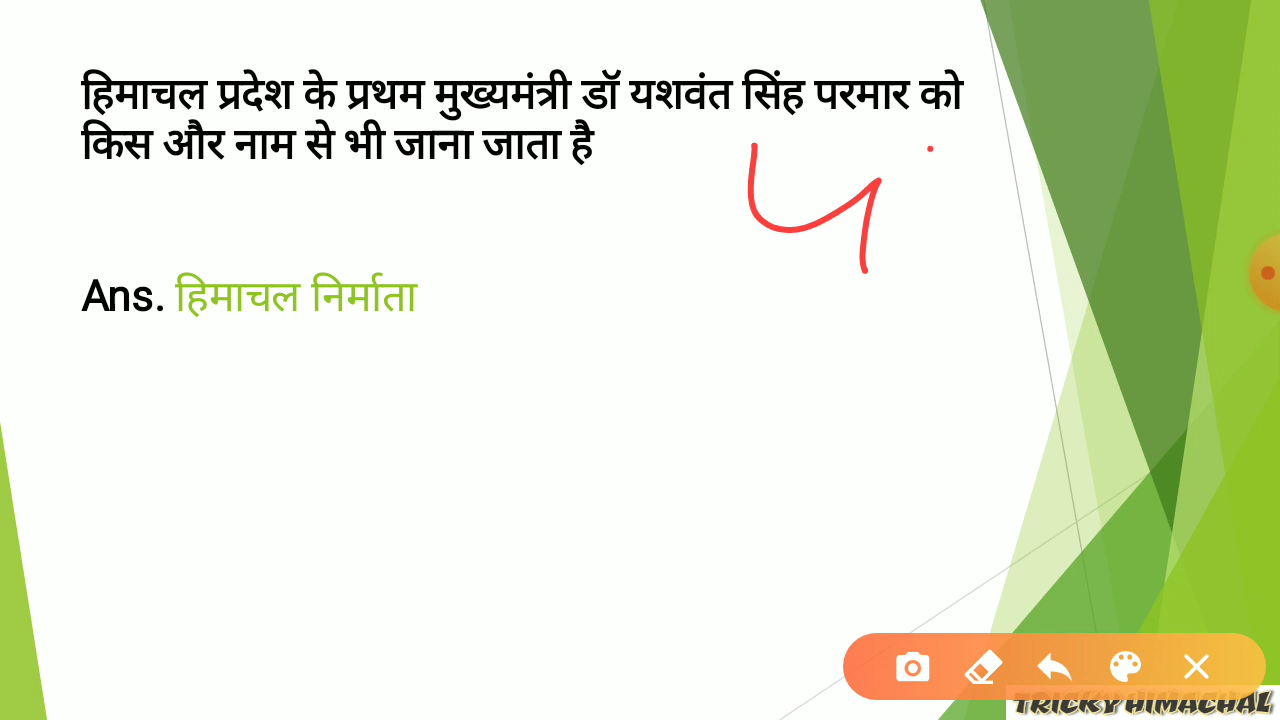 हिमाचल प्रदेश के प्रथम मुख्यमंत्री डॉ यशवंत सिंह परमार को
किस और नाम से भी जाना जाता है
Ans. हिमाचल निर्माता
TRICKY HIMACHAL